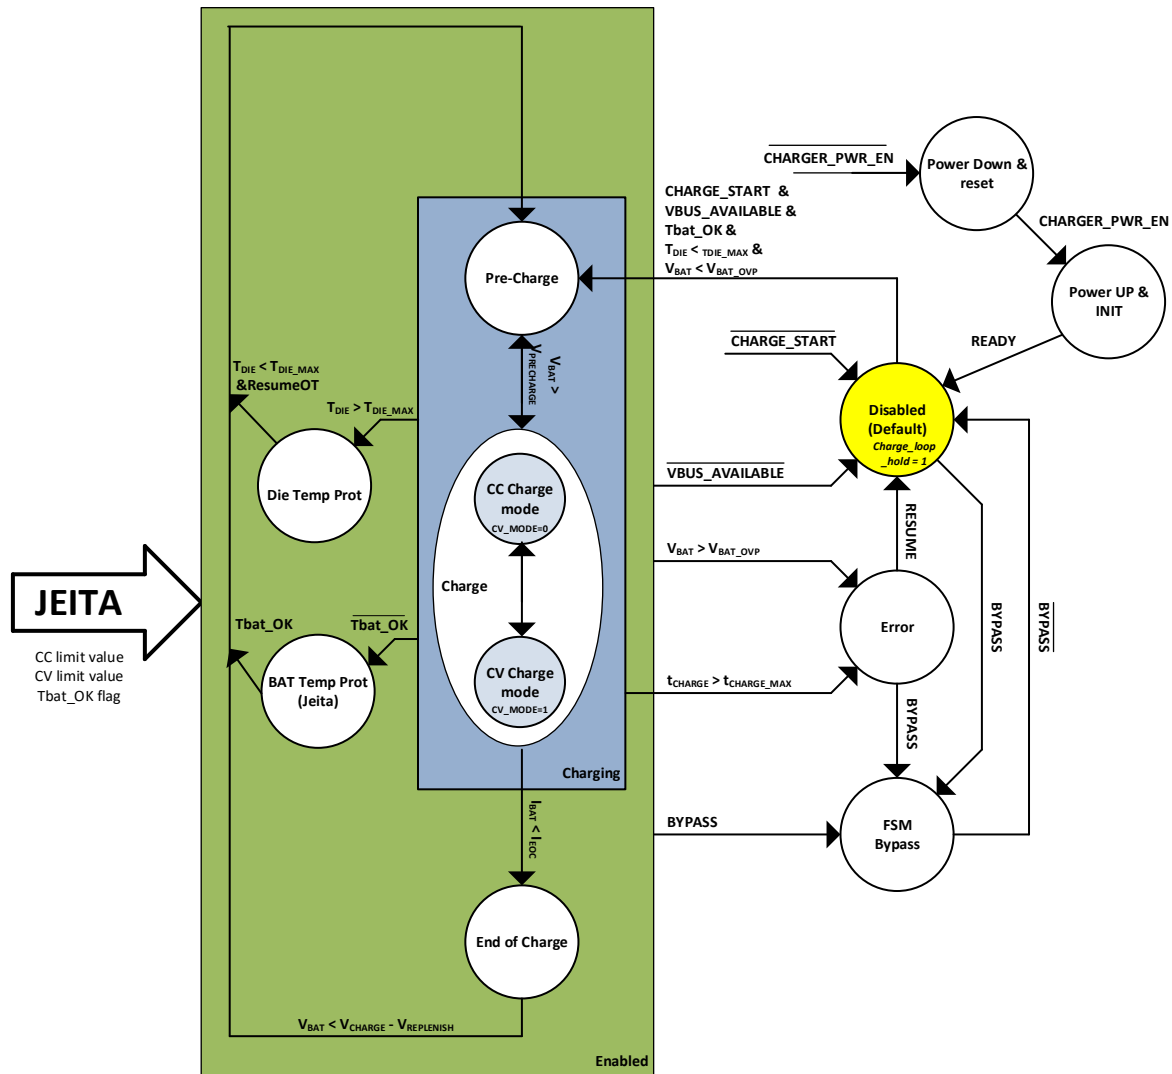 CHARGER_PWR_EN
Power Down &
reset
CHARGER_PWR_EN
Power UP &
INIT
READY
CHARGE_START &
VBUS_AVAILABLE &
Tbat_OK &
TDIE < TDIE_MAX &
VBAT < VBAT_OVP
Pre-Charge
VBAT >
VPRECHARGE
CHARGE_START
Disabled
(Default)
Charge_loop
_hold = 1
TDIE < TDIE_MAX
&ResumeOT
TDIE > TDIE_MAX
Die Temp Prot
CC Charge
mode
CV_MODE=0
VBUS_AVAILABLE
RESUME
VBAT > VBAT_OVP
Charge
JEITA
CC limit value
CV limit value
Tbat_OK flag
Tbat_OK
Tbat_OK
BAT Temp Prot
(Jeita)
CV Charge
mode
CV_MODE=1
Error
tCHARGE > tCHARGE_MAX
BYPASS
BYPASS
BYPASS
Charging
IBAT < IEOC
BYPASS
FSM
Bypass
End of Charge
VBAT < VCHARGE - VREPLENISH
Enabled